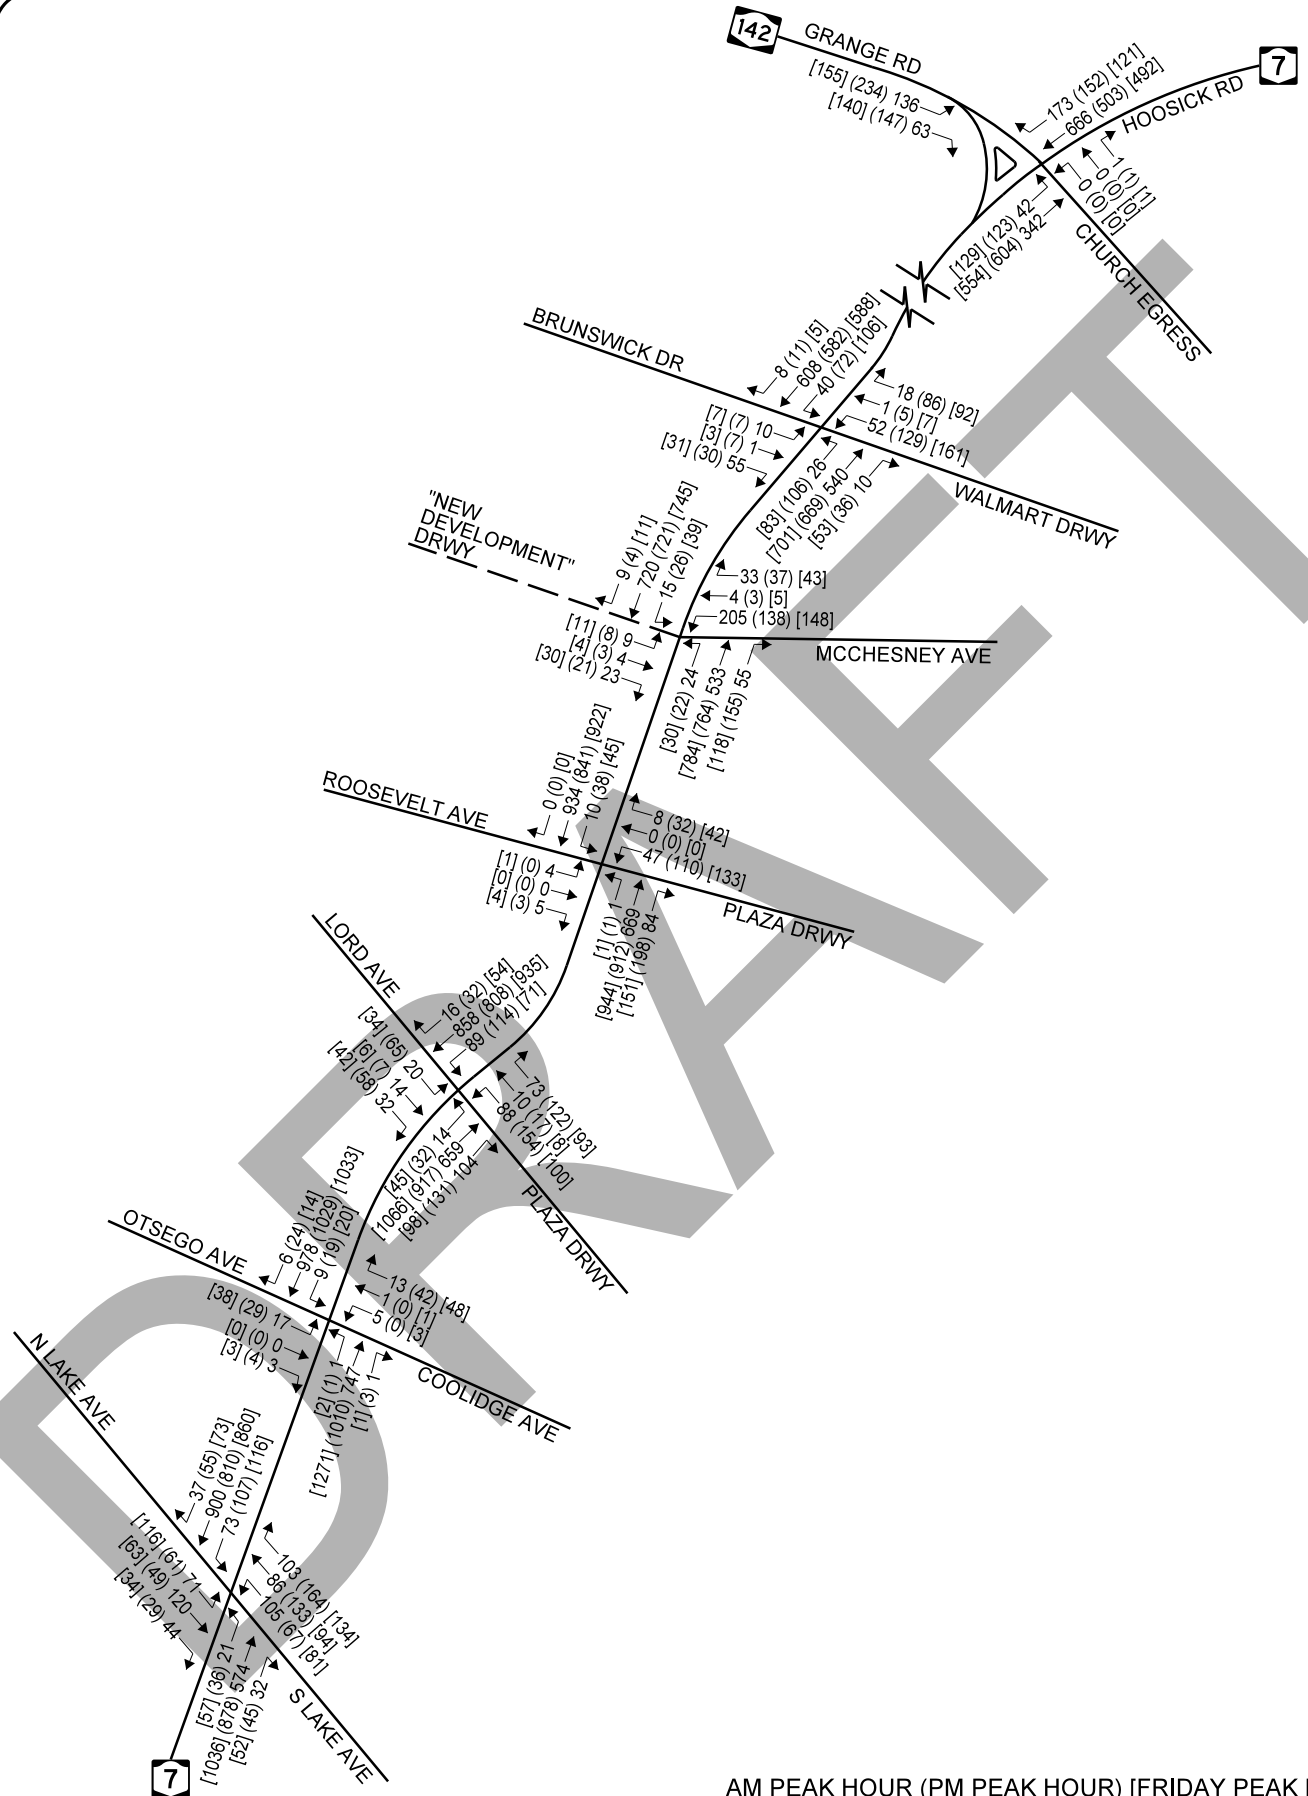 142
GRANGE RD
[155] (234) 136
[140] (147) 63
173 (152) [121]
666 (503) [492]
7
HOOSICK RD
1 (1) [1]
0 (0) [0]
0 (0) [0]
[129] (123) 42
[554] (604) 342
CHURCH EGRESS
BRUNSWICK DR
8 (11) [5]
608 (582) [588]
40 (72) [106]
18 (86) [92]
1 (5) [7]
52 (129) [161]
[7] (7) 10
[3] (7) 1
[31] (30) 55
[83] (106) 26
[701] (669) 540
[53] (36) 10
WALMART DRWY
"NEW
DEVELOPMENT"
DRWY
9 (4) [11]
720 (721) [745]
15 (26) [39]
33 (37) [43]
4 (3) [5]
205 (138) [148]
[11] (8) 9
[4] (3) 4
[30] (21) 23
[30] (22) 24
[784] (764) 533
[118] (155) 55
MCCHESNEY AVE
ROOSEVELT AVE
0 (0) [0]
934 (841) [922]
10 (38) [45]
8 (32) [42]
0 (0) [0]
47 (110) [133]
[1] (0) 4
[0] (0) 0
[4] (3) 5
[1] (1) 1
[944] (912) 669
[151] (198) 84
PLAZA DRWY
LORD AVE
16 (32) [54]
858 (808) [935]
89 (114) [71]
[34] (65) 20
[6] (7) 14
[42] (58) 32
73 (122) [93]
10 (17) [8]
88 (154) [100]
[45] (32) 14
[1066] (917) 659
[98] (131) 104
PLAZA DRWY
OTSEGO AVE
6 (24) [14]
978 (1029) [1033]
9 (19) [20]
13 (42) [48]
1 (0) [1]
5 (0) [3]
[38] (29) 17
[0] (0) 0
[3] (4) 3
[2] (1) 1
[1271] (1010) 747
[1] (3) 1
COOLIDGE AVE
N LAKE AVE
37 (55) [73]
900 (810) [860]
73 (107) [116]
[116] (61) 71
[63] (49) 120
[34] (29) 44
103 (164) [134]
86 (133) [94]
105 (67) [81]
[57] (36) 21
[1036] (878) 574
[52] (45) 32
S LAKE AVE
7
DRAFT
AM PEAK HOUR (PM PEAK HOUR) [FRIDAY PEAK